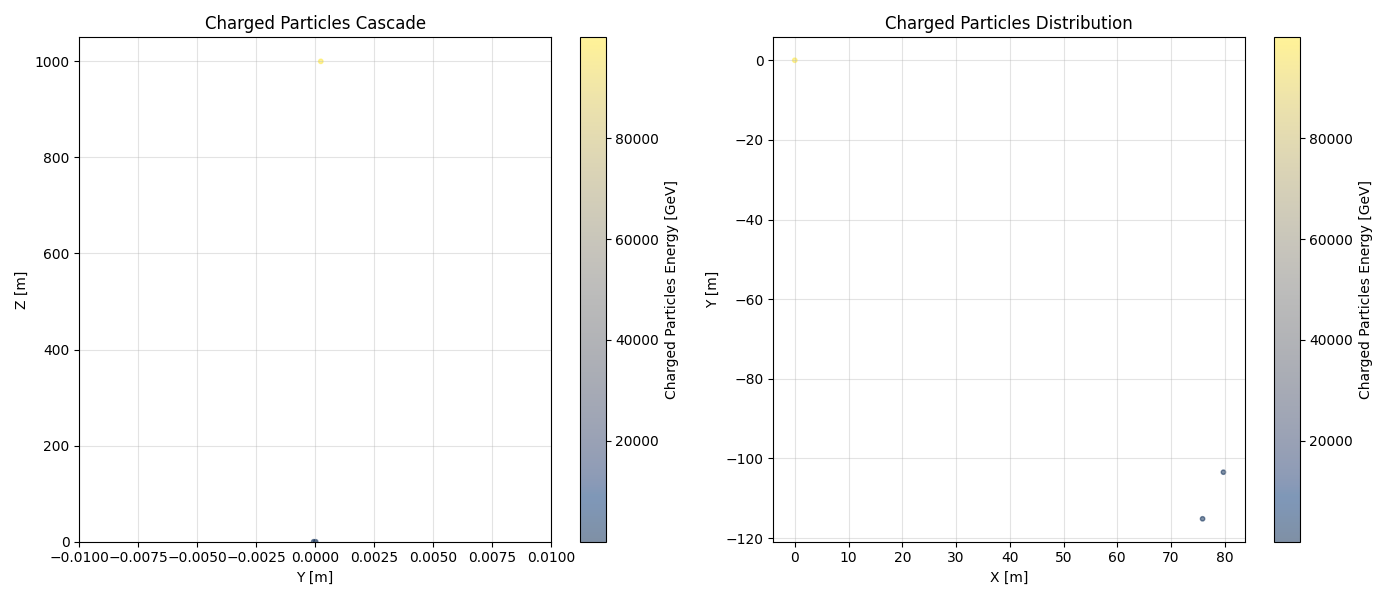 Charged Particles Cascade
Z [m]
1000
800
600
400
200
0
−0.0100 −0.0075 −0.0050 −0.0025 0.0000 0.0025 0.0050 0.0075 0.0100
Y [m]
80000
60000
40000
20000
Charged Particles Energy [GeV]
Charged Particles Distribution
Y [m]
0
−20
−40
−60
−80
−100
−120
0 10 20 30 40 50 60 70 80
X [m]
80000
60000
40000
20000
Charged Particles Energy [GeV]